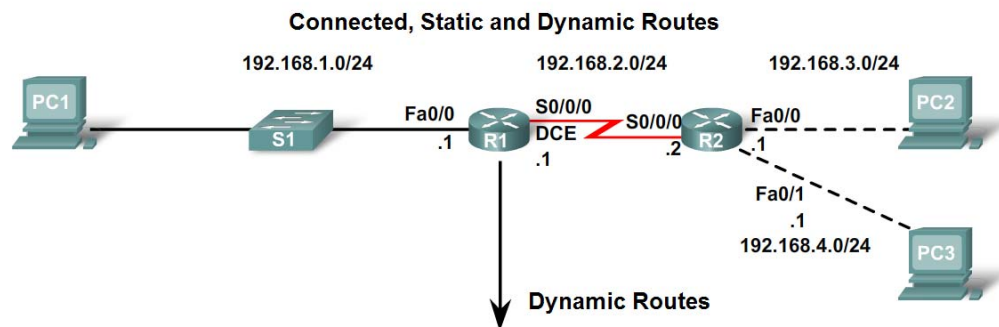 Connected, Static and Dynamic Routes
192.168.1.0/24
192.168.2.0/24
192.168.3.0/24
PC1
S1
Fa0/0
.1
R1
S0/0/0
DCE
.1
S0/0/0
.2
R2
Fa0/0
.1
PC2
Fa0/1
.1
192.168.4.0/24
PC3
Dynamic Routes